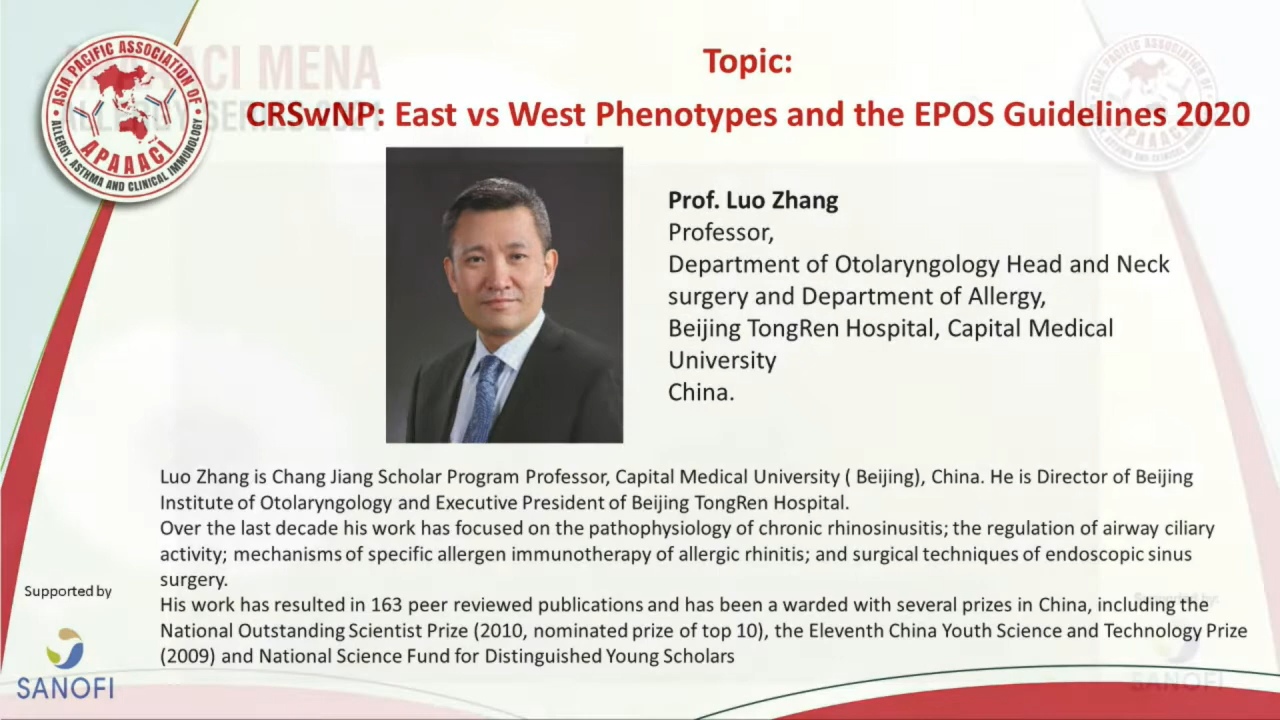 ASIA PACIFIC ASSOCIATION OF
ALLERGY, ASTHMA AND CLINICAL IMMUNOLOGY
APAAACI
CI MENA
Topic:
CRSwNP: East vs West Phenotypes and the EPOS Guidelines 2020
Prof. Luo Zhang
Professor,
Department of Otolaryngology Head and Neck
surgery and Department of Allergy,
Beijing TongRen Hospital, Capital Medical
University
China.
Luo Zhang is Chang Jiang Scholar Program Professor, Capital Medical University ( Beijing), China. He is Director of Beijing
Institute of Otolaryngology and Executive President of Beijing TongRen Hospital.
Over the last decade his work has focused on the pathophysiology of chronic rhinosinusitis; the regulation of airway ciliary
activity; mechanisms of specific allergen immunotherapy of allergic rhinitis; and surgical techniques of endoscopic sinus
surgery.
His work has resulted in 163 peer reviewed publications and has been a warded with several prizes in China, including the
National Outstanding Scientist Prize (2010, nominated prize of top 10), the Eleventh China Youth Science and Technology Prize
(2009) and National Science Fund for Distinguished Young Scholars
Supported by
SANOFI
Supported by:
SANOFI